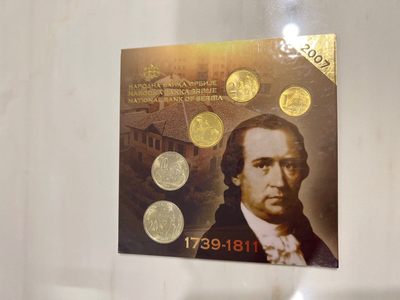 2007
НАРОДНА БАНКА СРБИЈЕ
NARODNA BANKA SRBIJE
NATIONAL BANK OF SERBIA
1739-1811